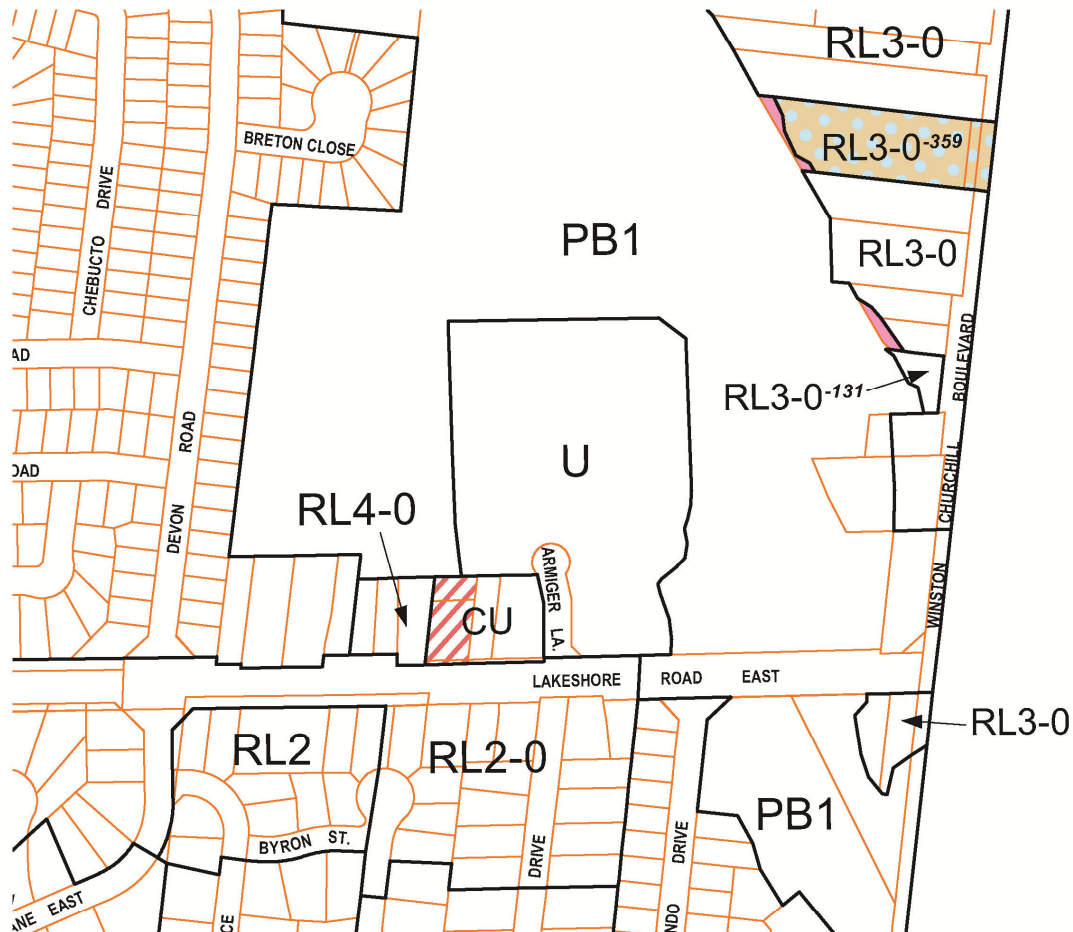 RL3-0
BRETON CLOSE
RL3-0-359
CHEBUCTO DRIVE
PB1
RL3-0
AD
BOULEVARD
RL3-0-131
DEVON ROAD
U
OAD
CHURCHILL
RL4-0
ARMIGER LA.
WINSTON
CU
LAKESHORE ROAD EAST
RL3-0
RL2
RL2-0
PB1
BYRON ST.
DRIVE
DRIVE
ANE EAST
CE
NDO